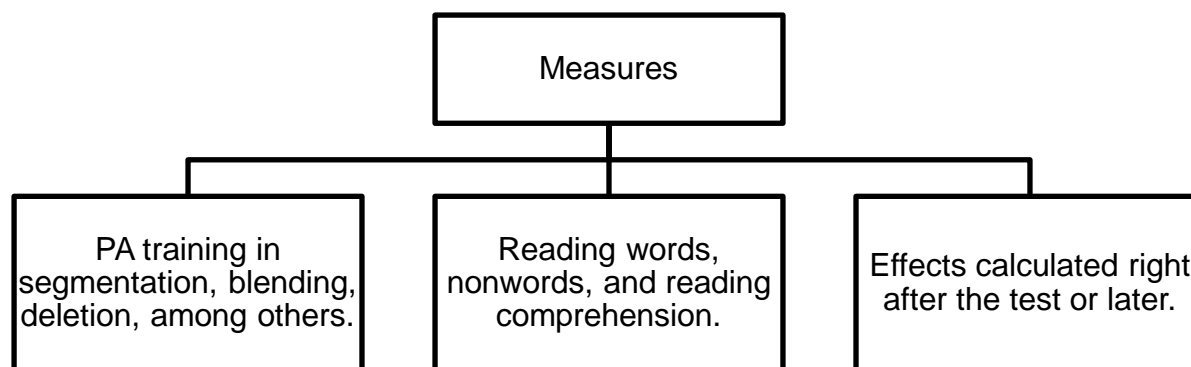 Measures
PA training in
segmentation, blending,
deletion, among others.
Reading words,
nonwords, and reading
comprehension.
Effects calculated right
after the test or later.